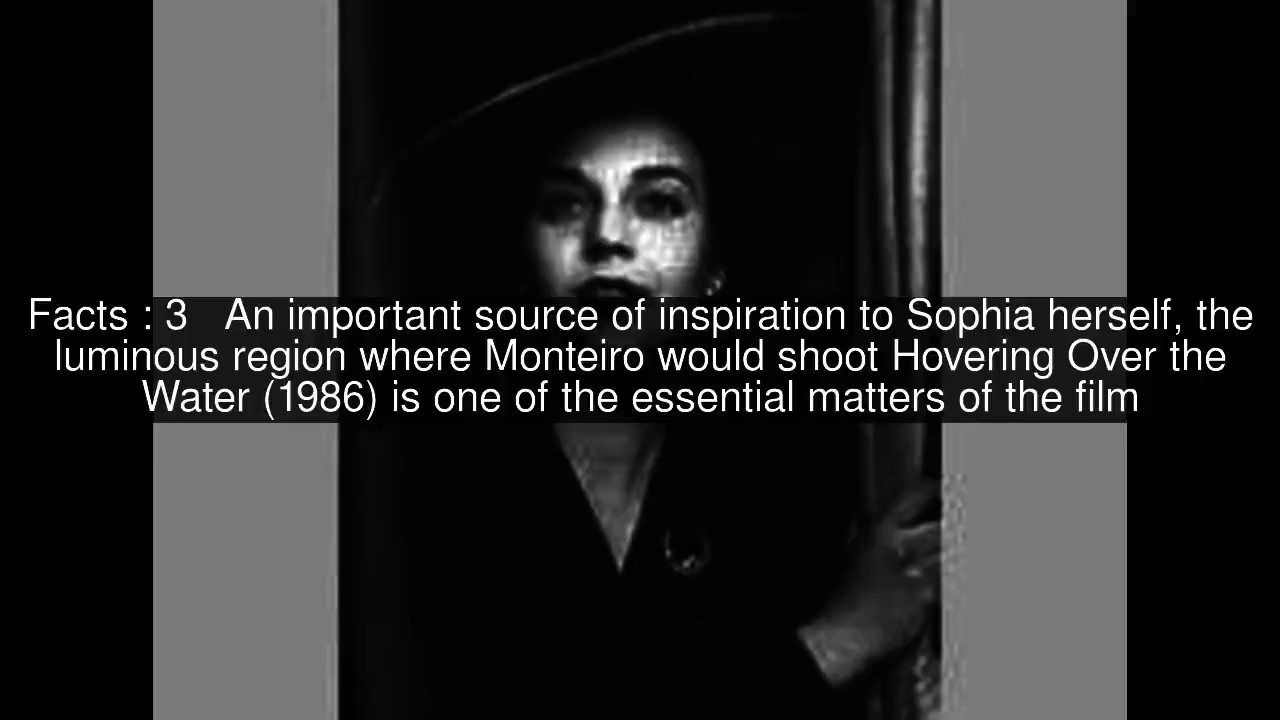 Facts : 3 An important source of inspiration to Sophia herself, the
luminous region where Monteiro would shoot Hovering Over the
Water (1986) is one of the essential matters of the film